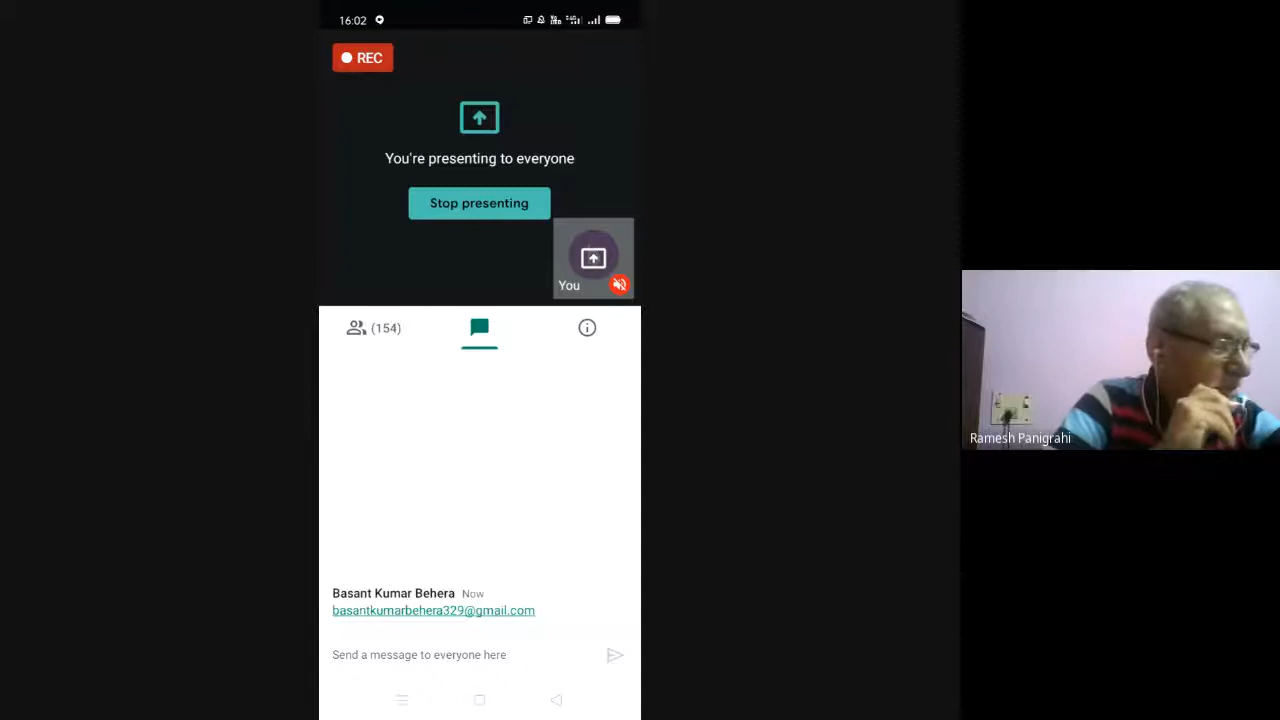 16:02
REC
You're presenting to everyone
Stop presenting
You
(154)
Basant Kumar Behera Now
basantkumarbehera329@gmail.com
Send a message to everyone here
Ramesh Panigrahi